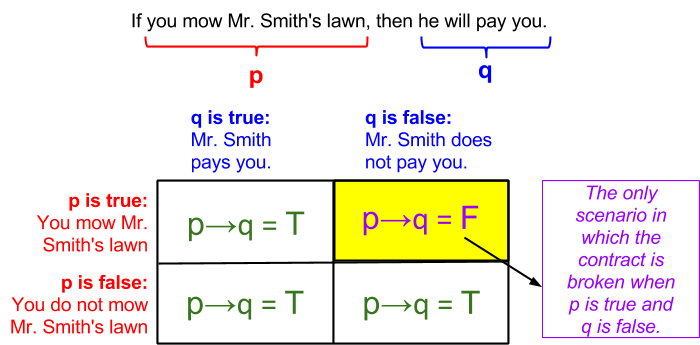 If you mow Mr. Smith's lawn, then he will pay you.
p
q
q is true:
Mr. Smith
pays you.
q is false:
Mr. Smith does
not pay you.
p is true:
You mow Mr.
Smith's lawn
p→q = T
p→q = F
The only
scenario in
which the
contract is
broken when
p is true and
q is false.
p is false:
You do not mow
Mr. Smith's lawn
p→q = T
p→q = T